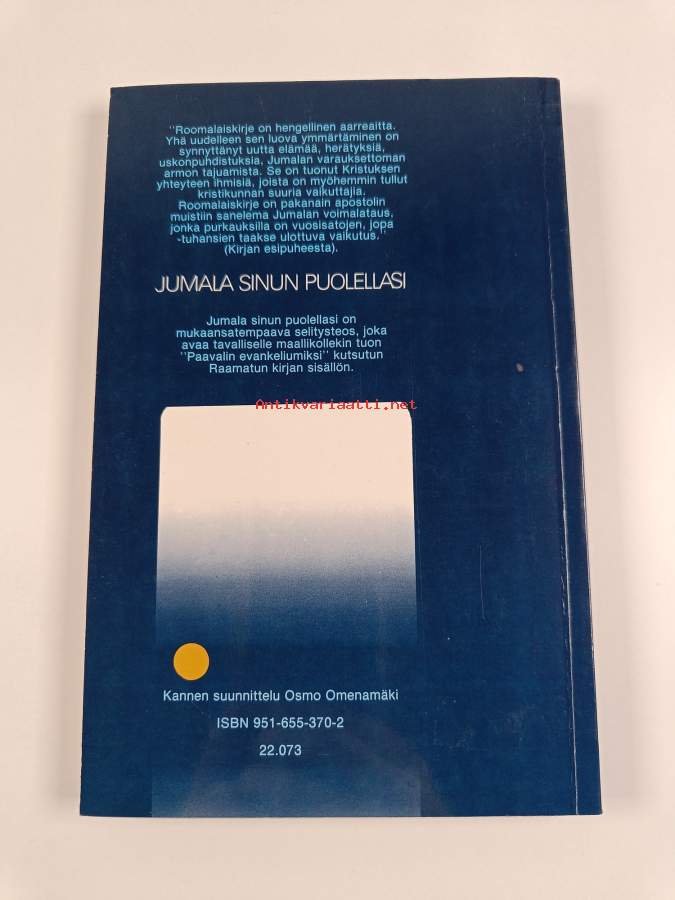 "Roomalaiskirje on hengellinen aarreaitta.
Yhä uudelleen sen luova ymmärtäminen on
synnyttänyt uutta elämää, herätyksiä,
uskonpuhdistuksia, Jumalan varauksettoman
armon tajuamista. Se on tuonut Kristuksen
yhteyteen ihmisiä, joista on myöhemmin tullut
kristikunnan suuria vaikuttajia.
Roomalaiskirje on pakanain apostolin
muistiin sanelema Jumalan voimalataus,
jonka purkauksilla on vuosisatojen, jopa
-tuhansien taakse ulottuva vaikutus."
(Kirjan esipuheesta).
JUMALA SINUN PUOLELLASI
Jumala sinun puolellasi on
mukaansatempaava selitysteos, joka
avaa tavalliselle maallikollekin tuon
"Paavalin evankeliumiksi" kutsutun
Raamatun kirjan sisällön.
Antikvariaatti.net
Kannen suunnittelu Osmo Omenamäki
ISBN 951-655-370-2
22.073